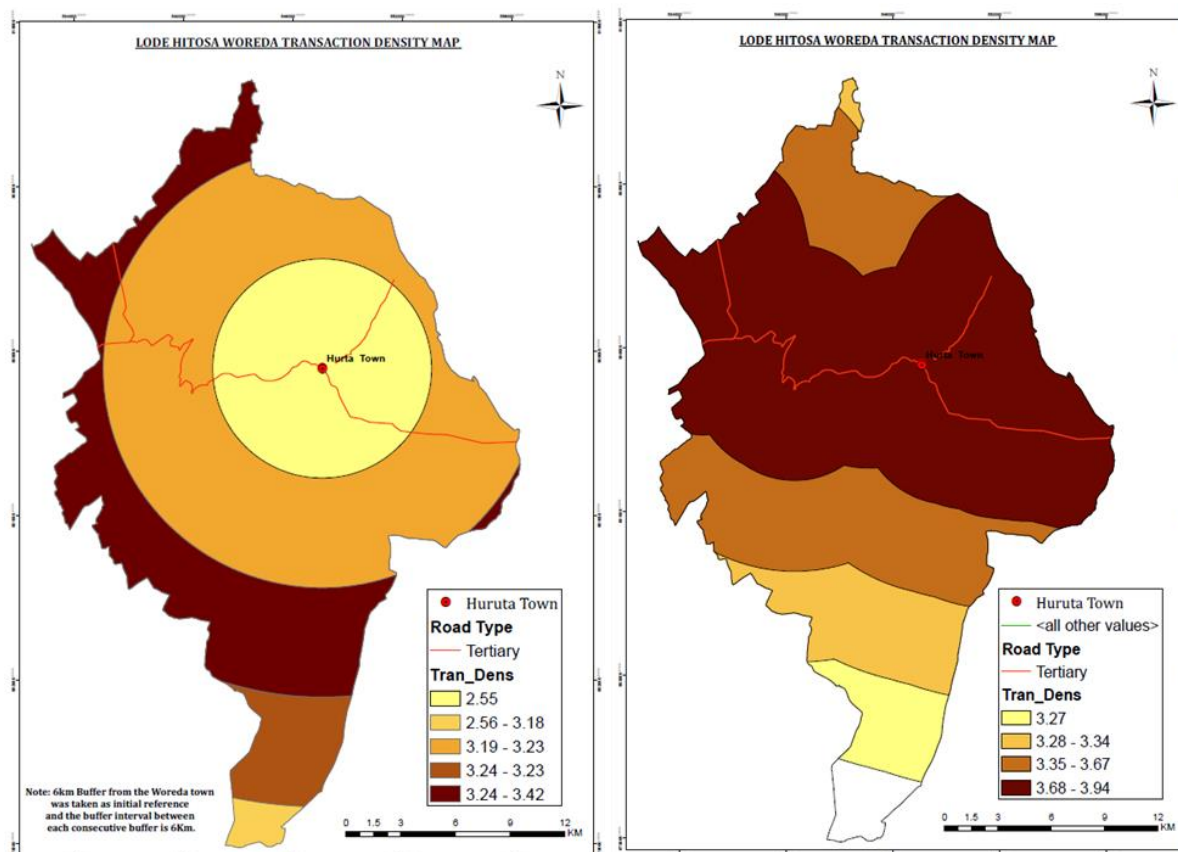 LODE HITOSA WOREDA TRANSACTION DENSITY MAP
N
Hurta Town
Huruta Town
Road Type
Tertiary
Tran_Dens
2.55
2.56 - 3.18
3.19 - 3.23
3.24 - 3.23
3.24 - 3.42
Note: 6km Buffer from the Woreda town
was taken as initial reference
and the buffer interval between
each consecutive buffer is 6Km.
0 1.5 3 6 9 12
KM
LODE HITOSA WOREDA TRANSACTION DENSITY MAP
N
Town
Huruta Town
<all other values>
Road Type
Tertiary
Tran_Dens
3.27
3.28 - 3.34
3.35 - 3.67
3.68 - 3.94
0 1.5 3 6 9 12
KM